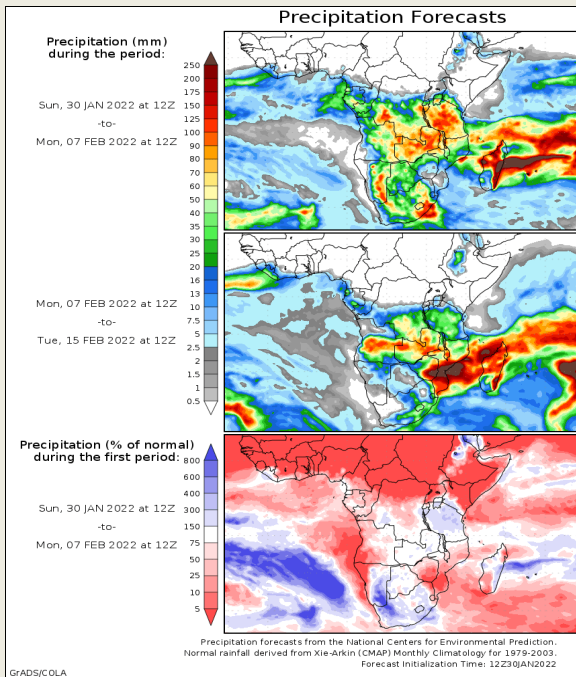 Precipitation Forecasts
Precipitation (mm)
during the period:
250
200
175
150
125
100
90
80
70
60
50
40
35
30
25
20
16
13
10
7.5
5
2.5
2
1.5
1
0.5
Sun, 30 JAN 2022 at 12Z
-to-
Mon, 07 FEB 2022 at 12Z
Mon, 07 FEB 2022 at 12Z
-to-
Tue, 15 FEB 2022 at 12Z
Precipitation (% of normal)
during the first period:
800
600
400
300
150
75
50
25
10
5
Sun, 30 JAN 2022 at 12Z
-to-
Mon, 07 FEB 2022 at 12Z
Precipitation forecasts from the National Centers for Environmental Prediction.
Normal rainfall derived from Xie-Arkin (CMAP) Monthly Climatology for 1979-2003.
Forecast Initialization Time: 12Z30JAN2022
GrADS/COLA